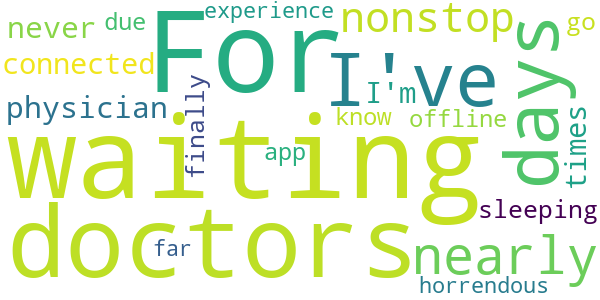 experience
never due For nonstop go
connected I've days
physician finally I'm times
know offline
waiting app
sleeping
doctors far nearly
horrendous